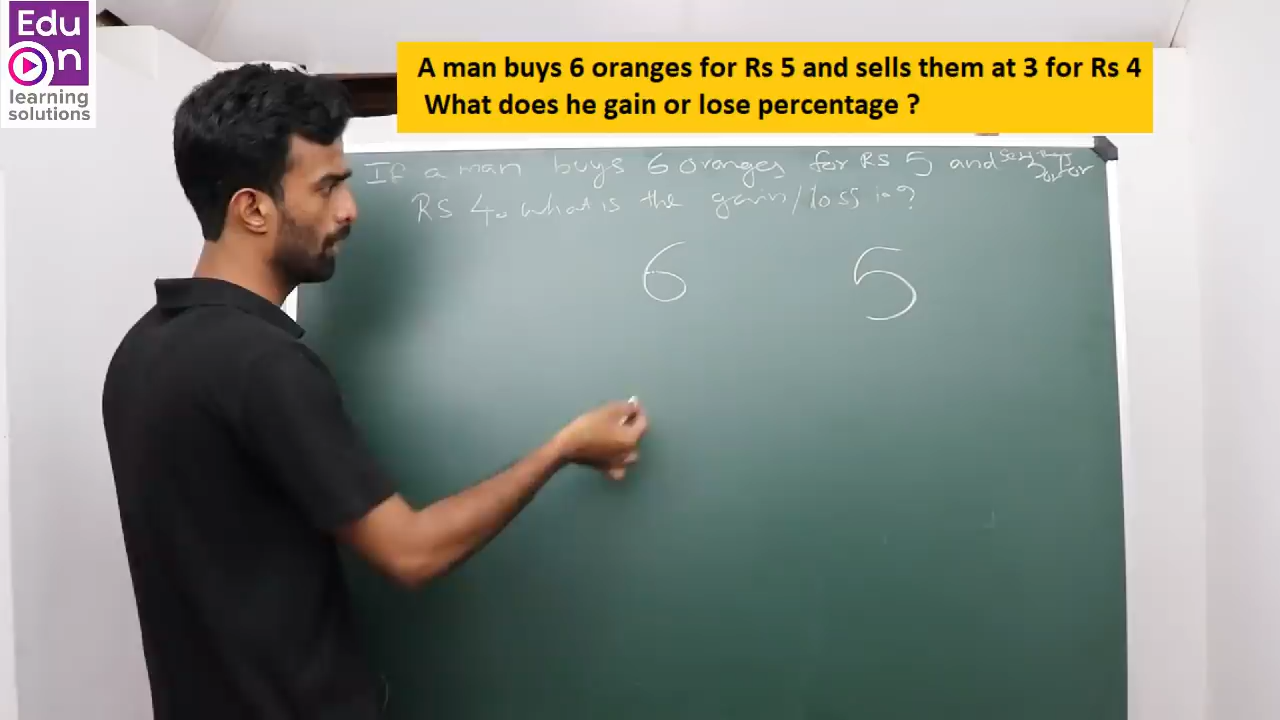 Edu
On
learning
solutions
A man buys 6 oranges for Rs 5 and sells them at 3 for Rs 4
What does he gain or lose percentage ?
If a man buys 6 oranges for RS 5 and
RS 4. what is the gain/loss in ?
6 5